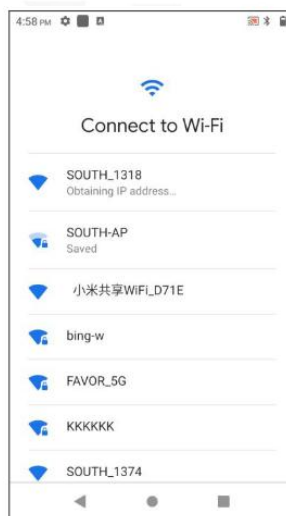 4:58 PM
Connect to Wi-Fi
SOUTH_1318
Obtaining IP address...
SOUTH-AP
Saved
小米共享WiFi_D71E
bing-w
FAVOR_5G
KKKKKK
SOUTH_1374